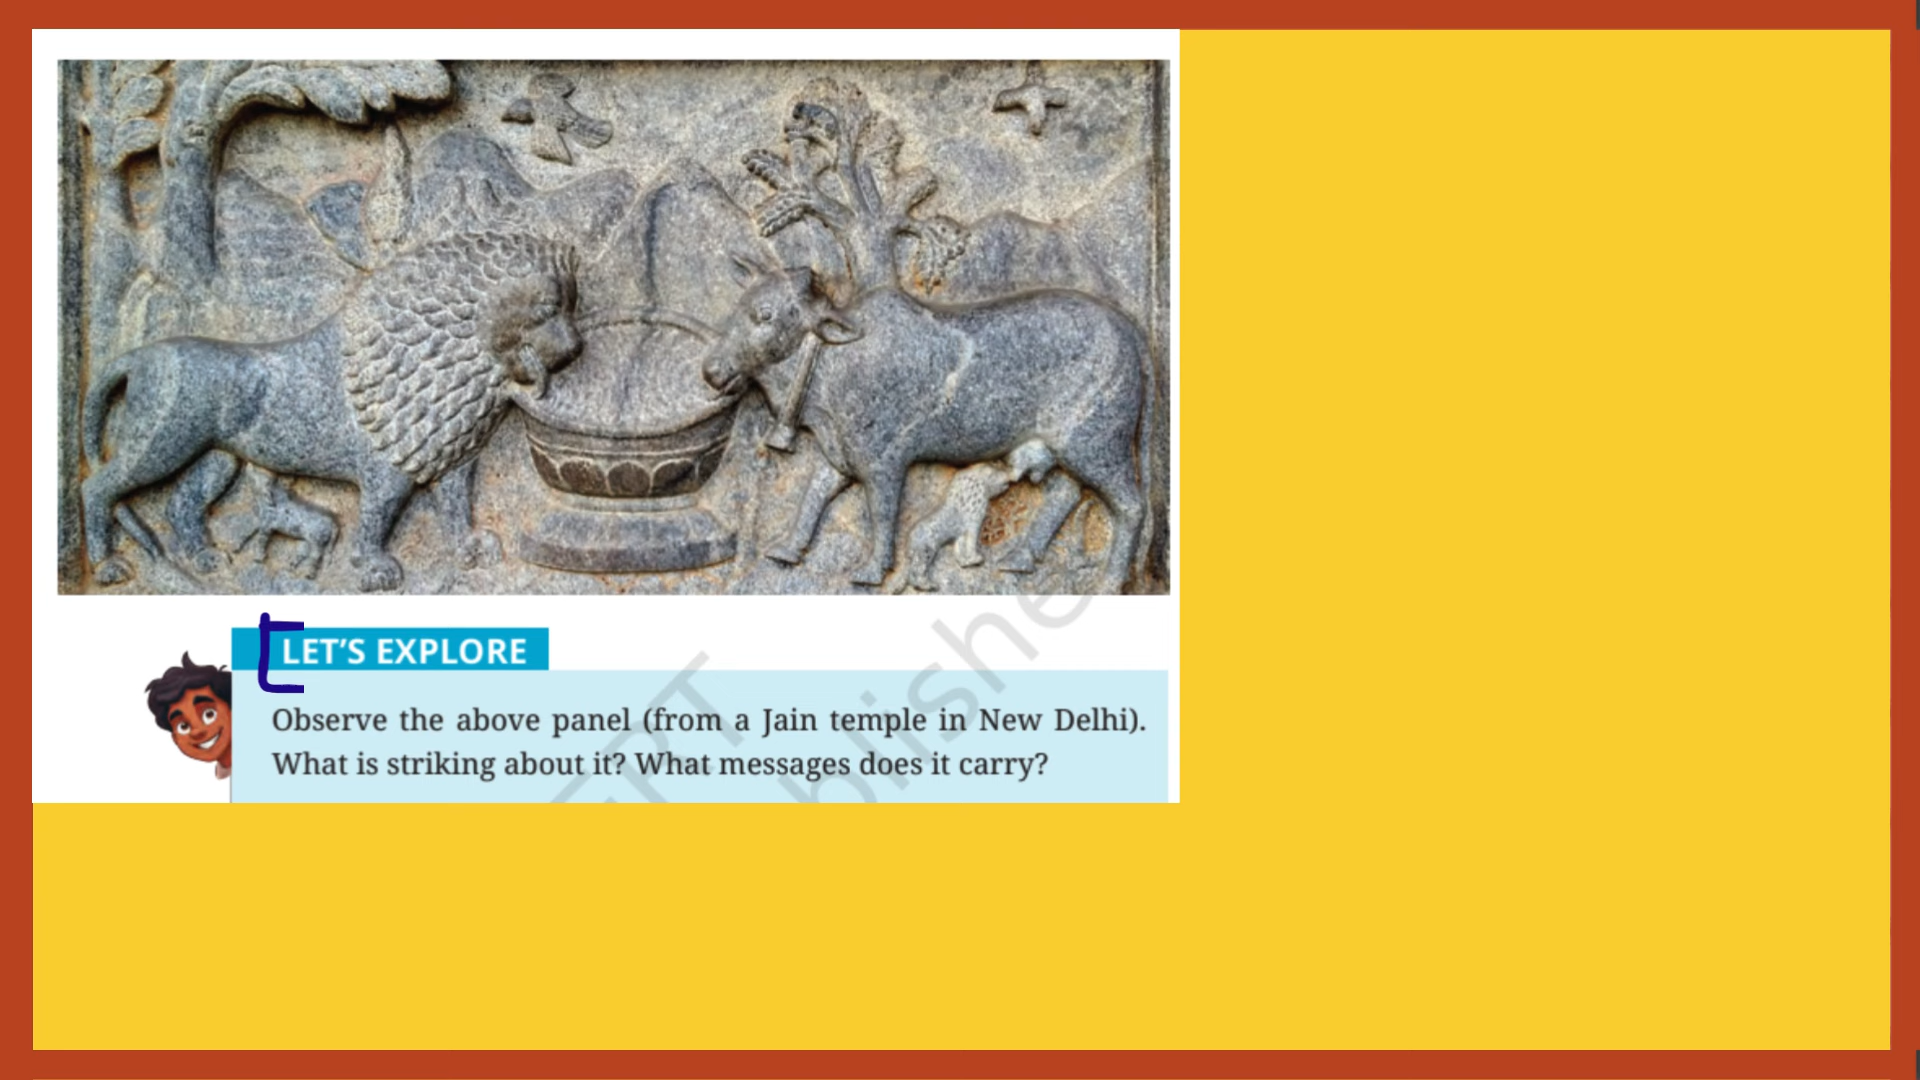 LET'S EXPLORE
Observe the above panel (from a Jain temple in New Delhi).
What is striking about it? What messages does it carry?